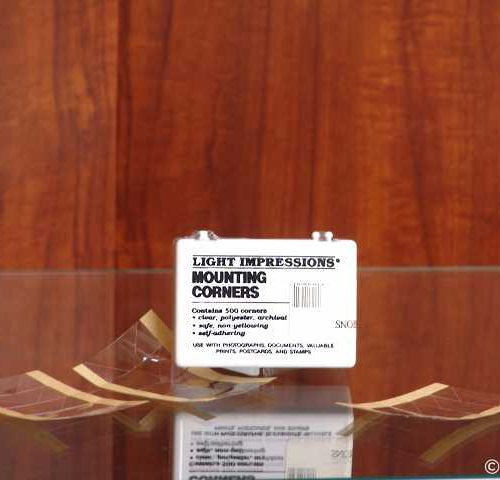 LIGHT IMPRESSIONS®
MOUNTING
CORNERS
Contains 500 corners
• clear, polyester, archival
• safe, non-yellowing
• self-adhering
IONS
USE WITH PHOTOGRAPHS, DOCUMENTS, VALUABLE
PRINTS, POSTCARDS, AND STAMPS
©